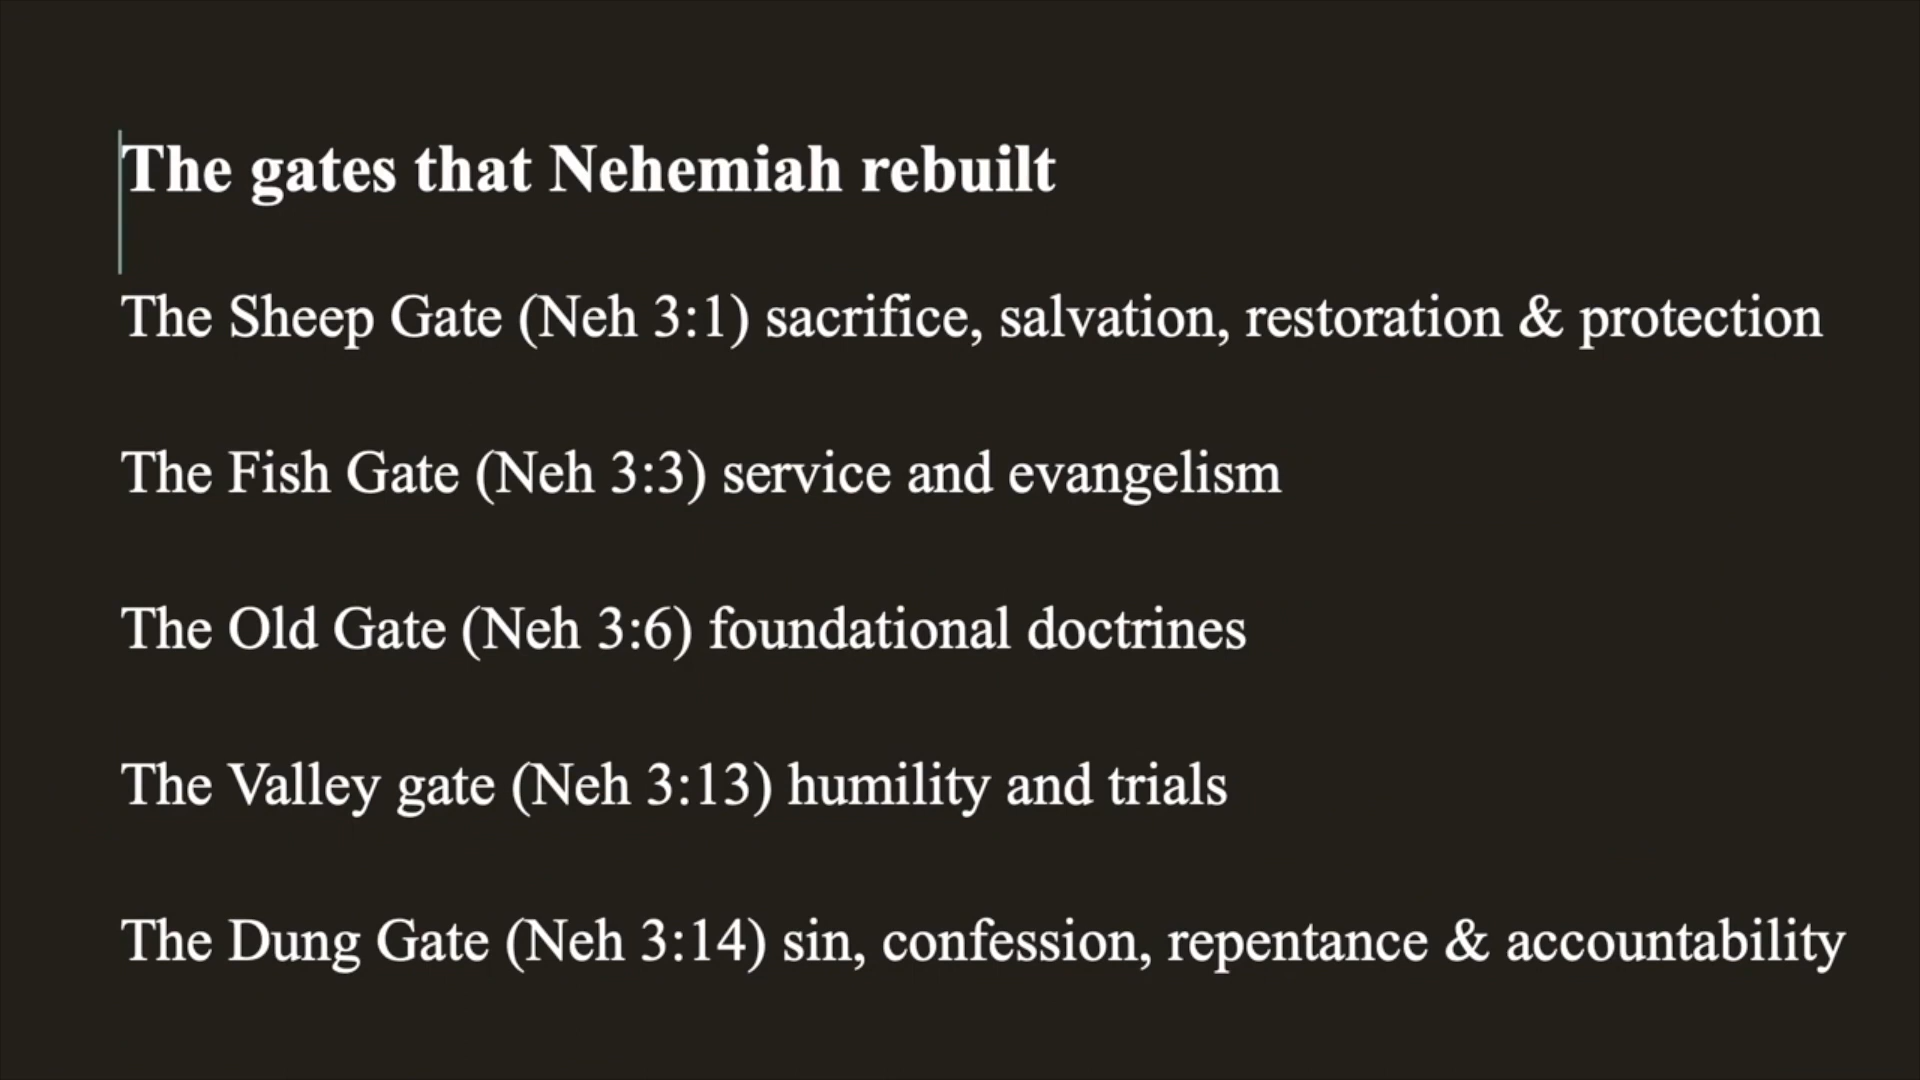 The gates that Nehemiah rebuilt
The Sheep Gate (Neh 3:1) sacrifice, salvation, restoration & protection
The Fish Gate (Neh 3:3) service and evangelism
The Old Gate (Neh 3:6) foundational doctrines
The Valley gate (Neh 3:13) humility and trials
The Dung Gate (Neh 3:14) sin, confession, repentance & accountability